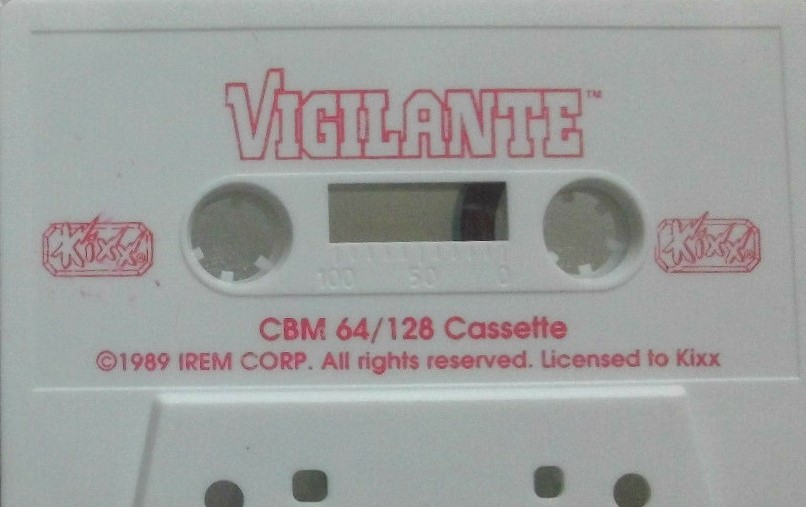 VIGILANTE™
Kixx®
Kixx®
100 50 0
CBM 64/128 Cassette
©1989 IREM CORP. All rights reserved. Licensed to Kixx